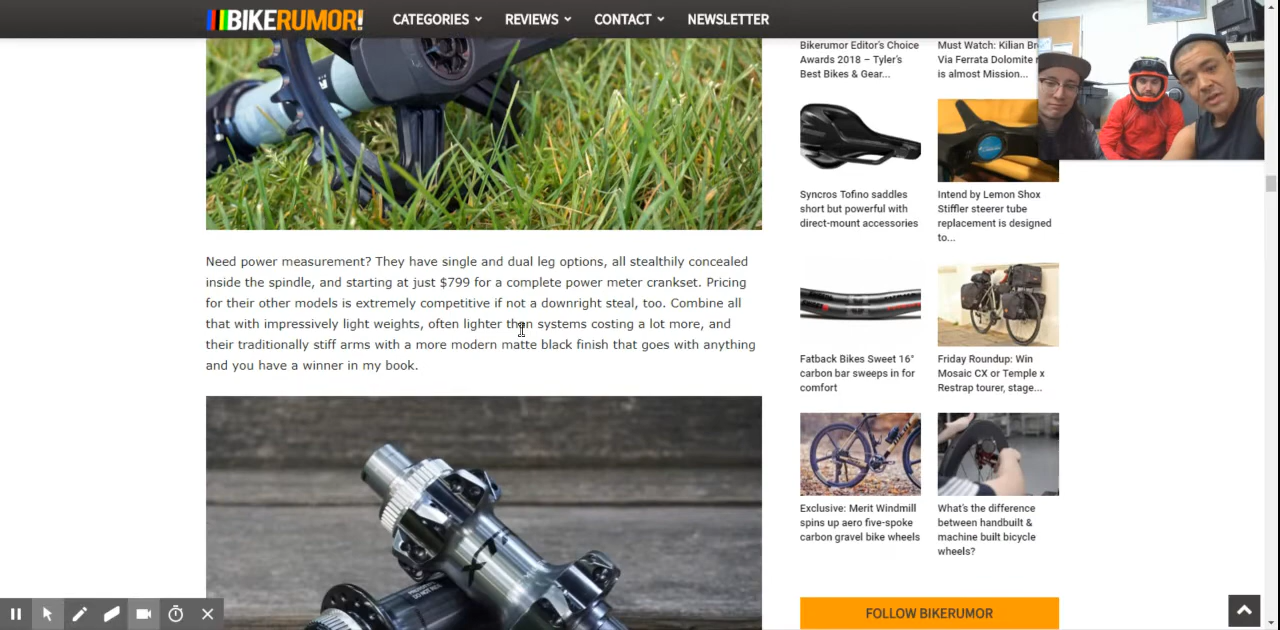 BIKERUMOR!
CATEGORIES
REVIEWS
CONTACT
NEWSLETTER
Need power measurement? They have single and dual leg options, all stealthily concealed
inside the spindle, and starting at just $799 for a complete power meter crankset. Pricing
for their other models is extremely competitive if not a downright steal, too. Combine all
that with impressively light weights, often lighter than systems costing a lot more, and
their traditionally stiff arms with a more modern matte black finish that goes with anything
and you have a winner in my book.
Bikerumor Editor's Choice
Awards 2018 – Tyler's
Best Bikes & Gear...
Must Watch: Kilian
Via Ferrata Dolomite
is almost Mission...
Syncros Tofino saddles
short but powerful with
direct-mount accessories
Intend by Lemon Shox
Stiffler steerer tube
replacement is designed
to...
Fatback Bikes Sweet 16°
carbon bar sweeps in for
comfort
Friday Roundup: Win
Mosaic CX or Temple x
Restrap tourer, stage...
Exclusive: Merit Windmill
spins up aero five-spoke
carbon gravel bike wheels
What's the difference
between handbuilt &
machine built bicycle
wheels?
FOLLOW BIKERUMOR